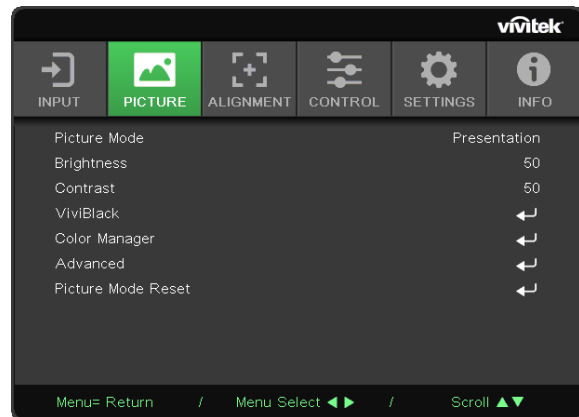 vivitek
INPUT PICTURE ALIGNMENT CONTROL SETTINGS INFO
Picture Mode Presentation
Brightness 50
Contrast 50
ViviBlack
Color Manager
Advanced
Picture Mode Reset
Menu= Return / Menu Select ◀ ▶ / Scroll ▲▼